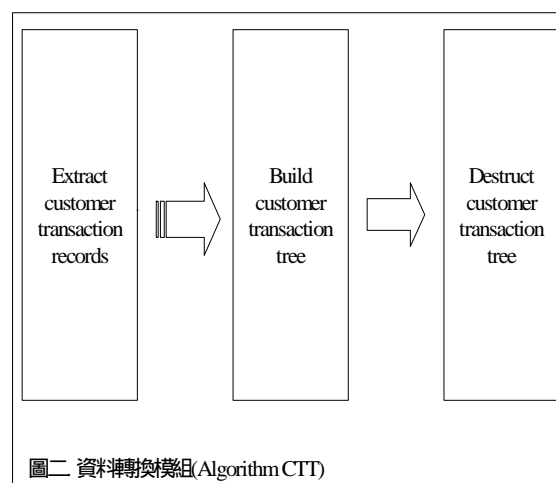 Extract
customer
transaction
records
Build
customer
transaction
tree
Destruct
customer
transaction
tree
圖二 資料轉換模組(Algorithm CTT)